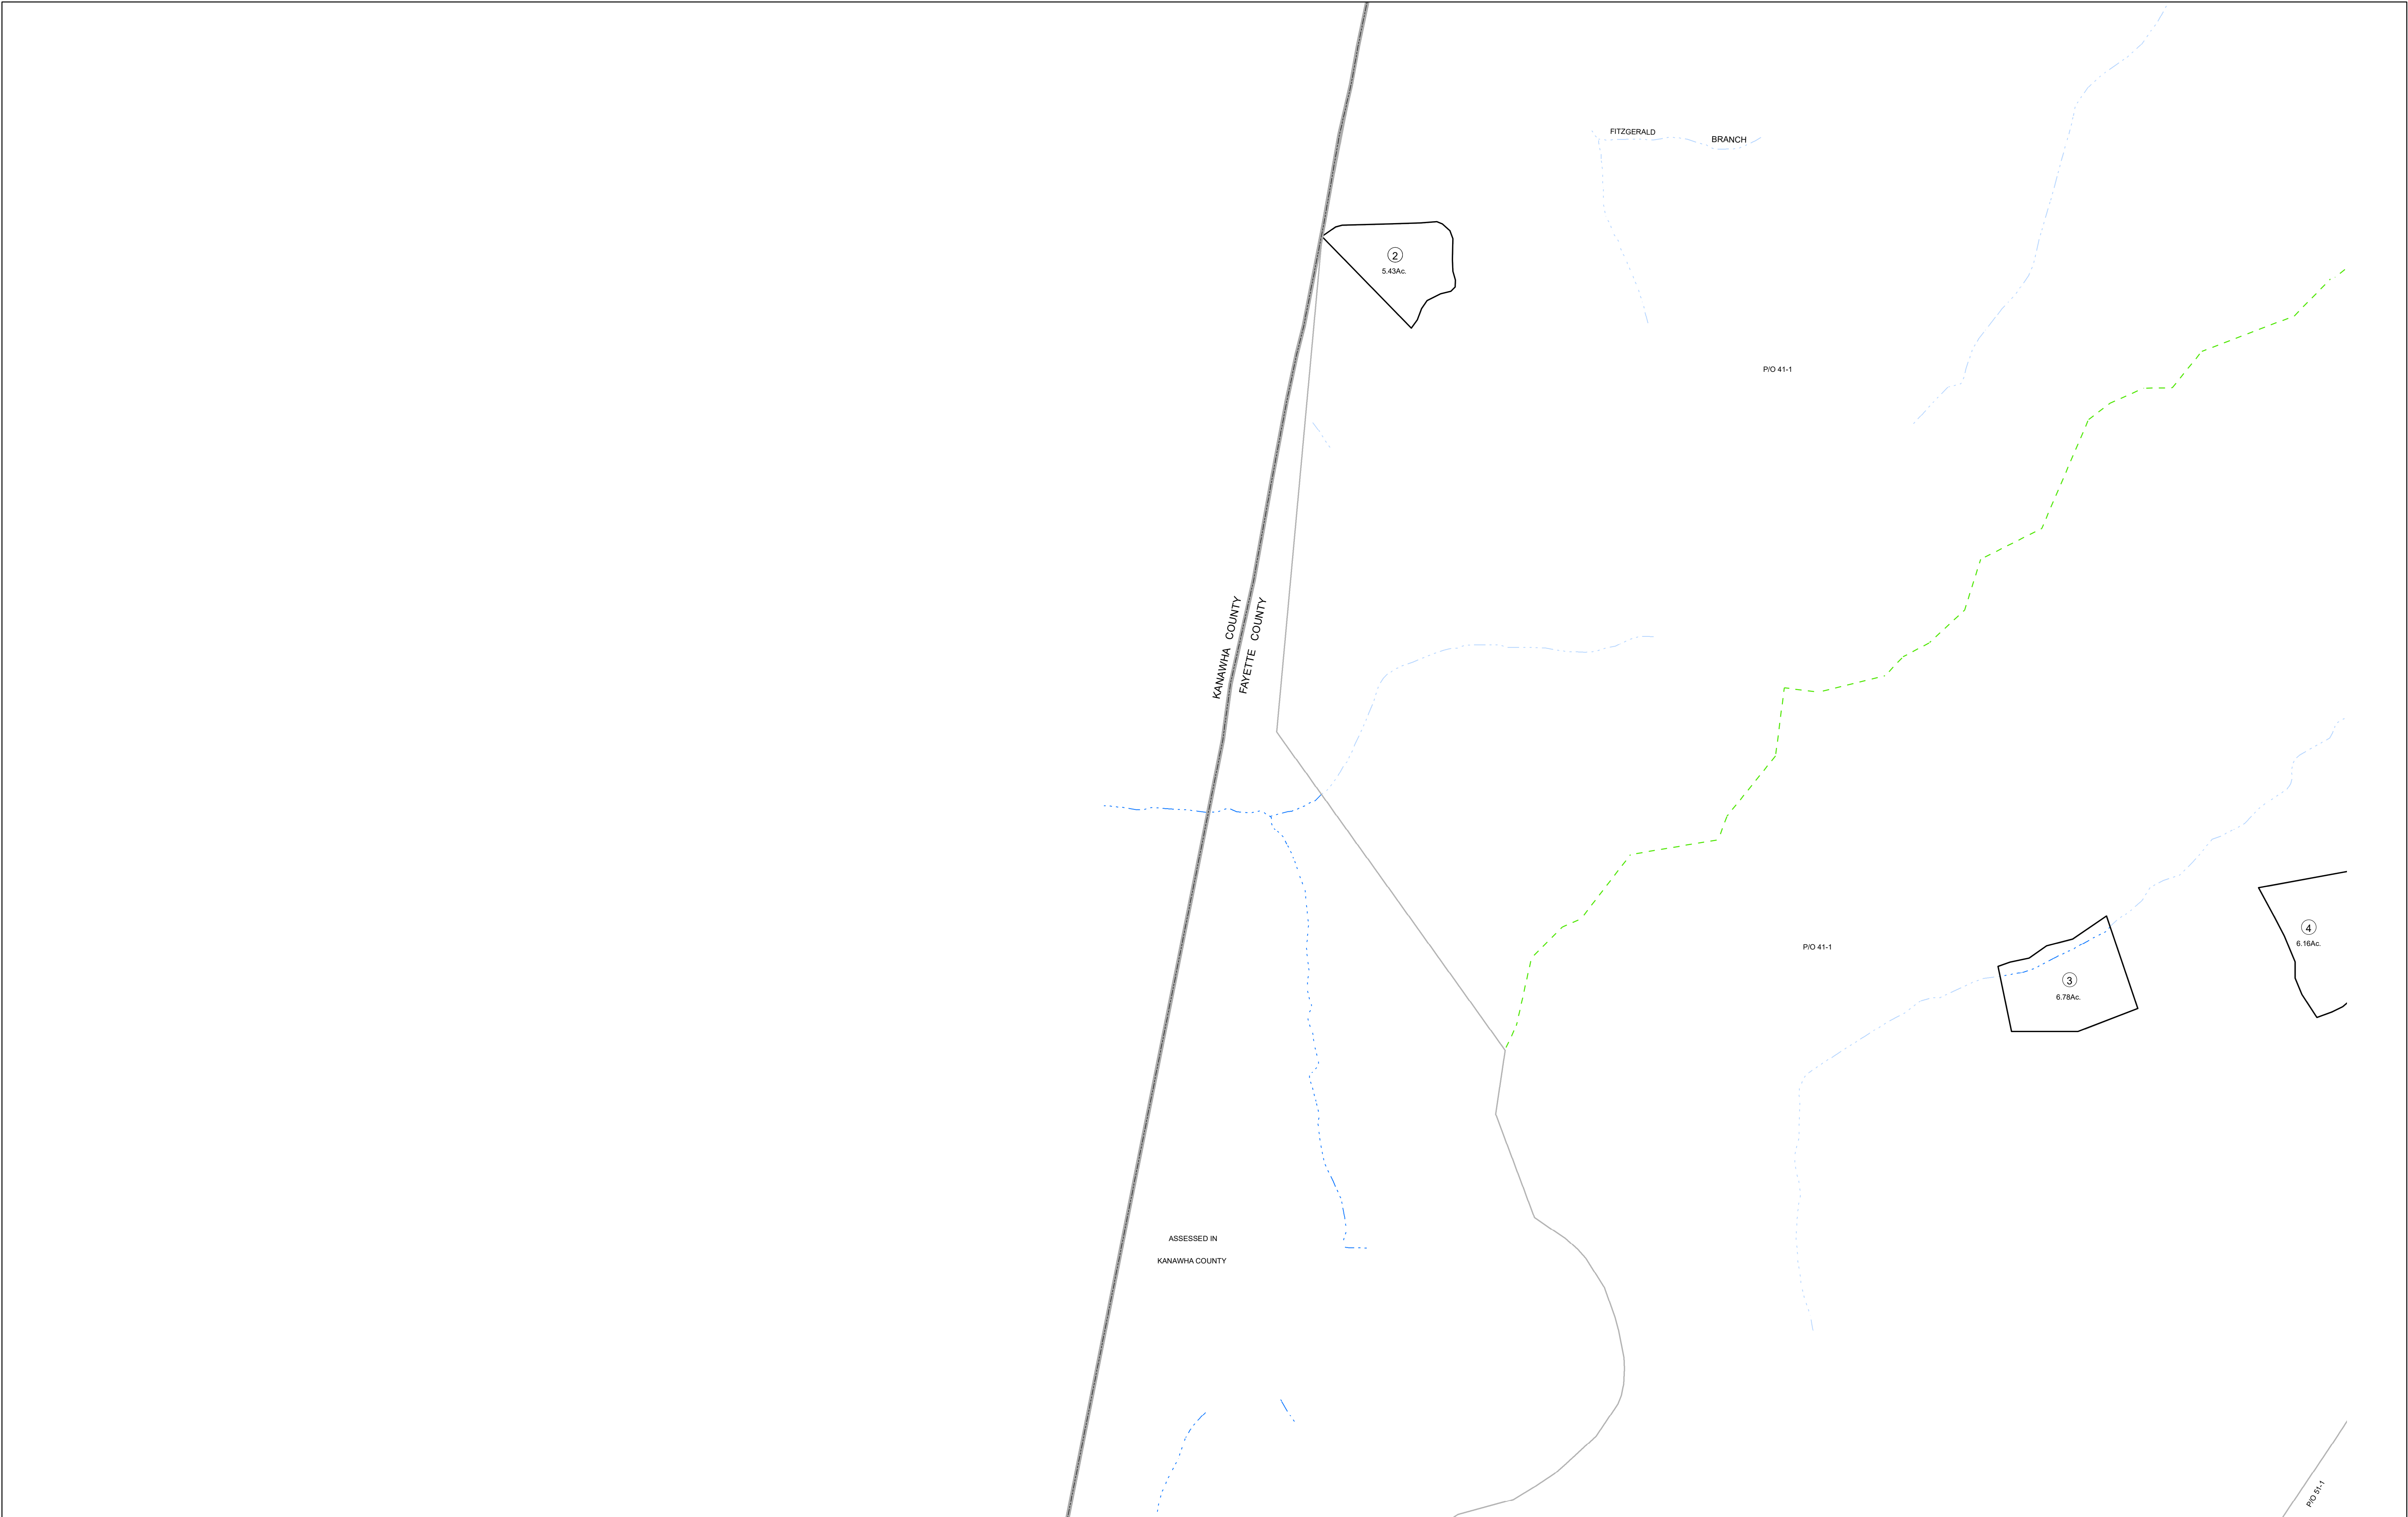 FITZGERALD BRANCH
2
5.43Ac.
P/O 41-1
KANAWHA COUNTY
FAYETTE COUNTY
4
6.16Ac.
P/O 41-1
3
6.78Ac.
ASSESSED IN
KANAWHA COUNTY
P/O 51-1